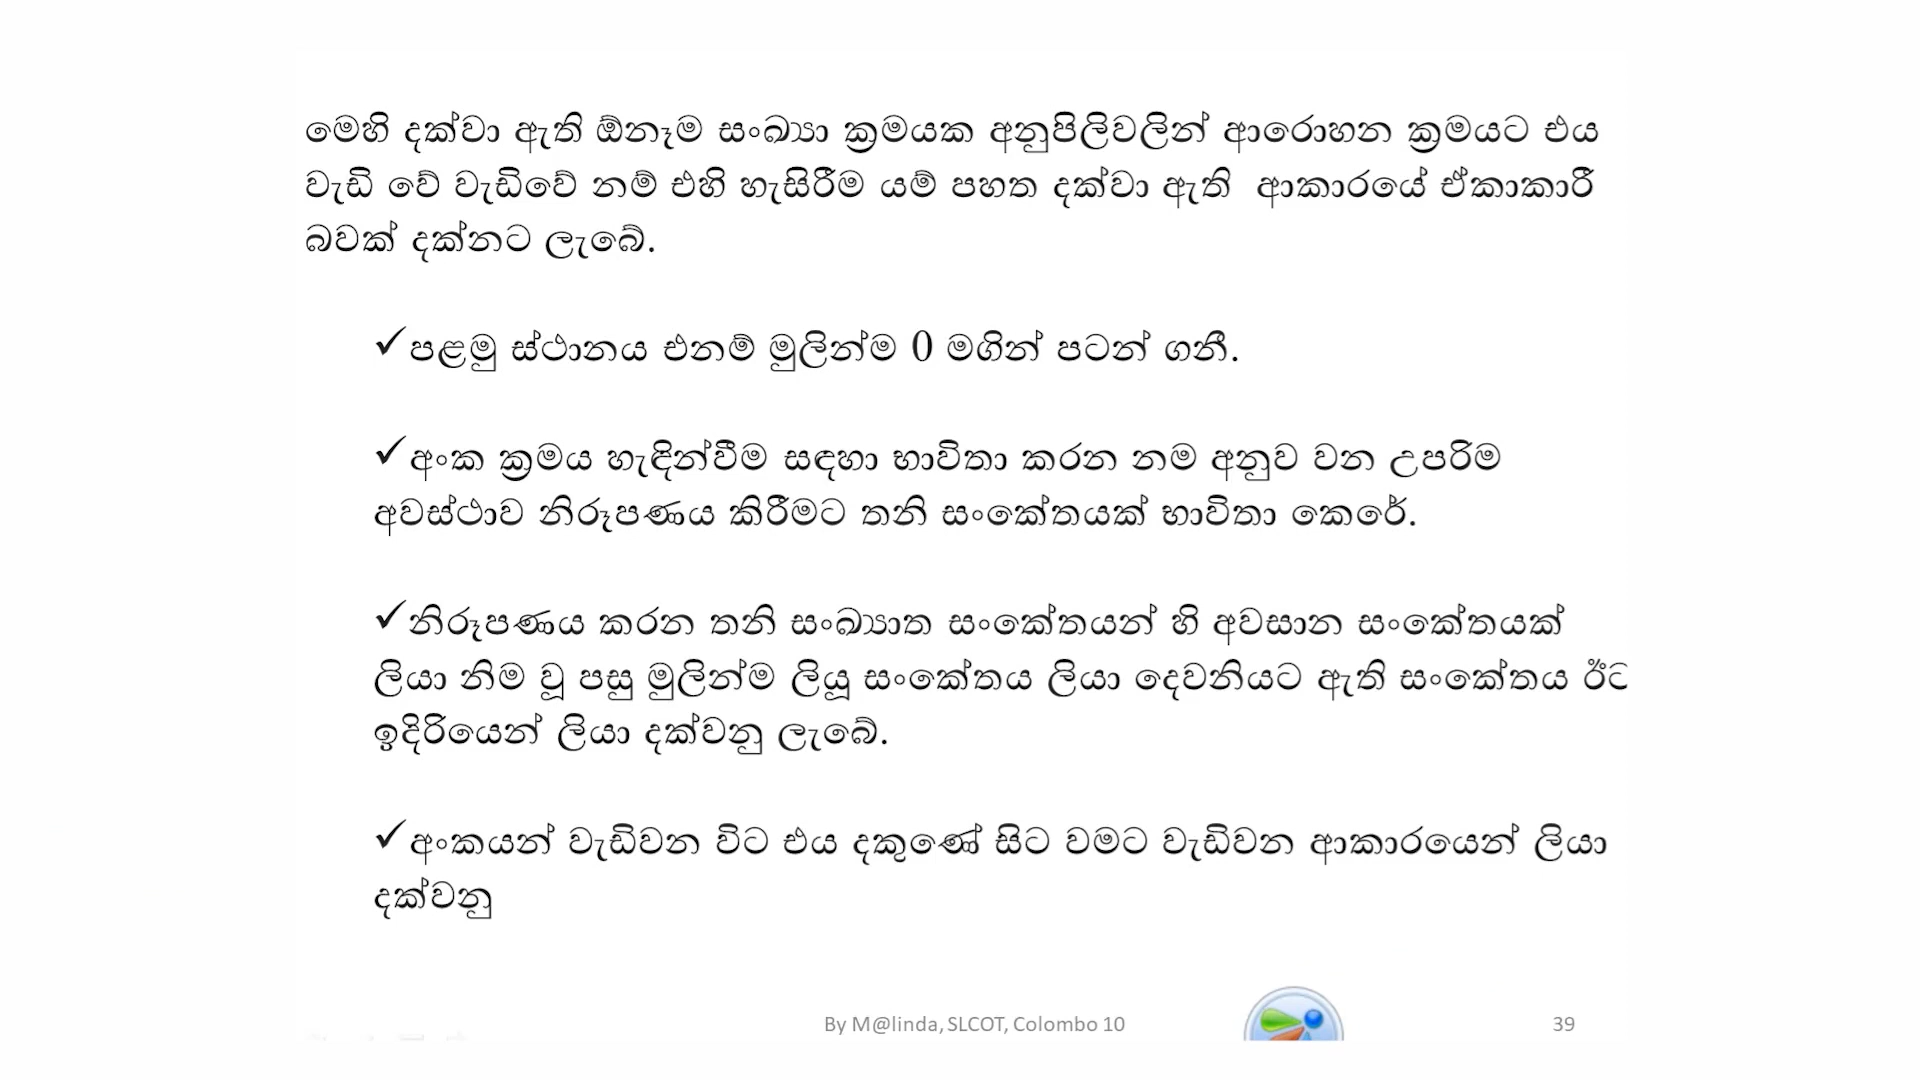 මෙහි දක්වා ඇති ඕනෑම සංඛ්‍යා ක්‍රමයක අනුපිලිවලින් ආරොහන ක්‍රමයට එය
වැඩි වේ වැඩිවේ නම් එහි හැසිරීම යම් පහත දක්වා ඇති ආකාරයේ ඒකාකාරී
බවක් දක්නට ලැබේ.
✓පළමු ස්ථානය එනම් මුලින්ම 0 මගින් පටන් ගනී.
✓අංක ක්‍රමය හැඳින්වීම සඳහා භාවිතා කරන නම අනුව වන උපරිම
අවස්ථාව නිරූපණය කිරීමට තනි සංකේතයක් භාවිතා කෙරේ.
✓නිරූපණය කරන තනි සංඛ්‍යාත සංකේතයන් හි අවසාන සංකේතයක්
ලියා නිම වූ පසු මුලින්ම ලියූ සංකේතය ලියා දෙවනියට ඇති සංකේතය ඊට
ඉදිරියෙන් ලියා දක්වනු ලැබේ.
✓අංකයන් වැඩිවන විට එය දකුණේ සිට වමට වැඩිවන ආකාරයෙන් ලියා
දක්වනු
By M@linda, SLCOT, Colombo 10
39